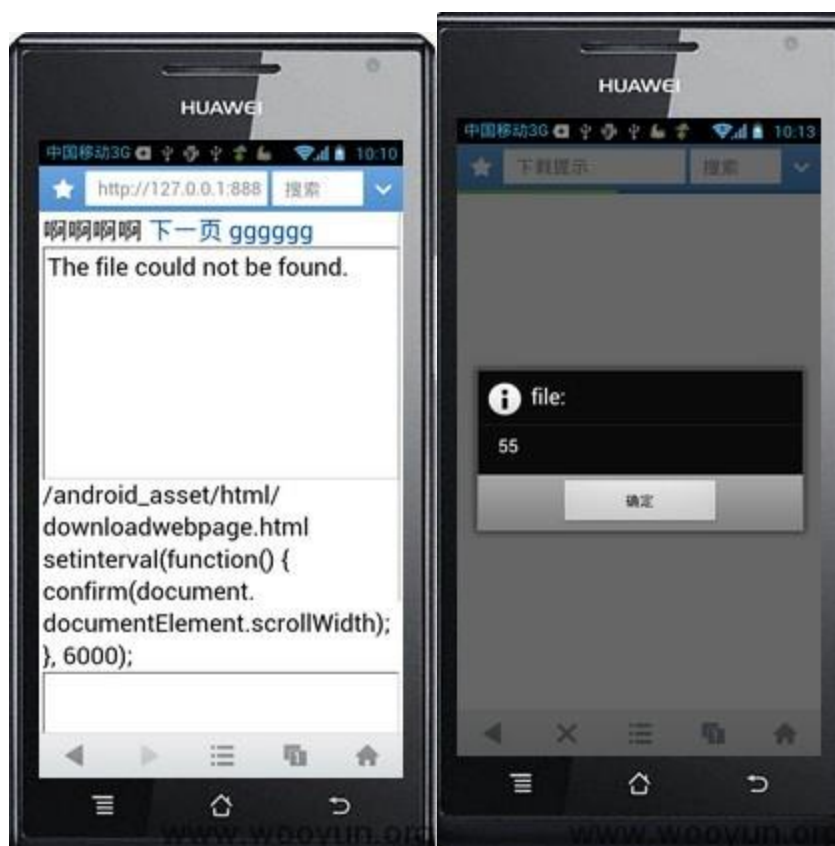 HUAWEI
中国移动3G 10:10
http://127.0.0.1:888 搜索
啊啊啊啊 下一页 gggggg
The file could not be found.
/android_asset/html/
downloadwebpage.html
setinterval(function() {
confirm(document.
documentElement.scrollWidth);
}, 6000);
www.wooyun.org
HUAWEI
中国移动3G 10:13
下载提示 搜索
file:
55
确定
www.wooyun.org